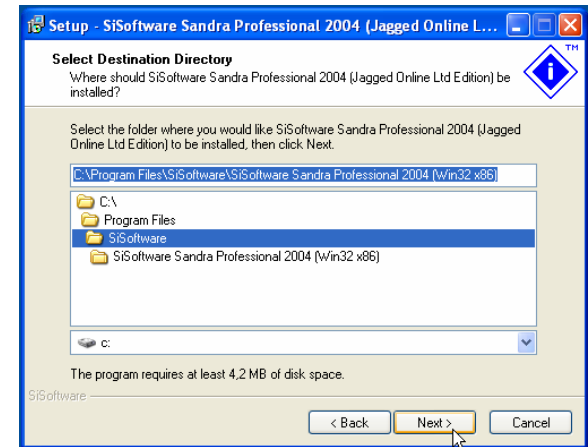 Setup - SiSoftware Sandra Professional 2004 (Jagged Online L...
Select Destination Directory
Where should SiSoftware Sandra Professional 2004 (Jagged Online Ltd Edition) be
installed?
TM
Select the folder where you would like SiSoftware Sandra Professional 2004 (Jagged
Online Ltd Edition) to be installed, then click Next.
C:\Program Files\SiSoftware\SiSoftware Sandra Professional 2004 (Win32 x86)
C:\
Program Files
SiSoftware
SiSoftware Sandra Professional 2004 (Win32 x86)
c:
The program requires at least 4,2 MB of disk space.
SiSoftware
< Back Next > Cancel